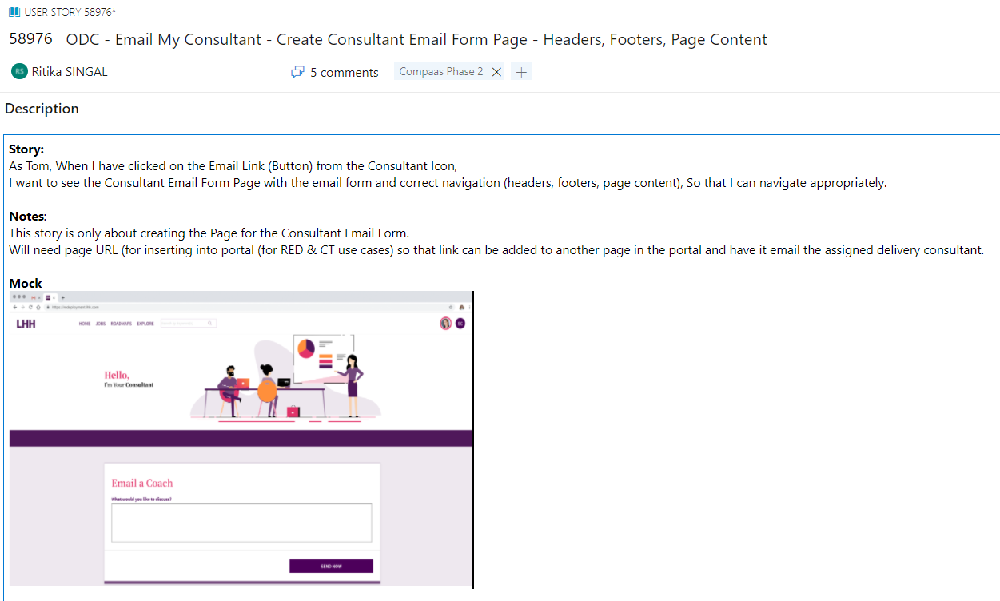 USER STORY 58976*
58976 ODC - Email My Consultant - Create Consultant Email Form Page - Headers, Footers, Page Content
RS Ritika SINGAL 5 comments Compaas Phase 2
Description
Story:
As Tom, When I have clicked on the Email Link (Button) from the Consultant Icon,
I want to see the Consultant Email Form Page with the email form and correct navigation (headers, footers, page content), So that I can navigate appropriately.
Notes:
This story is only about creating the Page for the Consultant Email Form.
Will need page URL (for inserting into portal (for RED & CT use cases) so that link can be added to another page in the portal and have it email the assigned delivery consultant.
Mock
LHH HOME JOBS ROADMAPS EXPLORE SC
Hello,
I'm Your Consultant
Email a Coach
What would you like to discuss?
SEND NOW